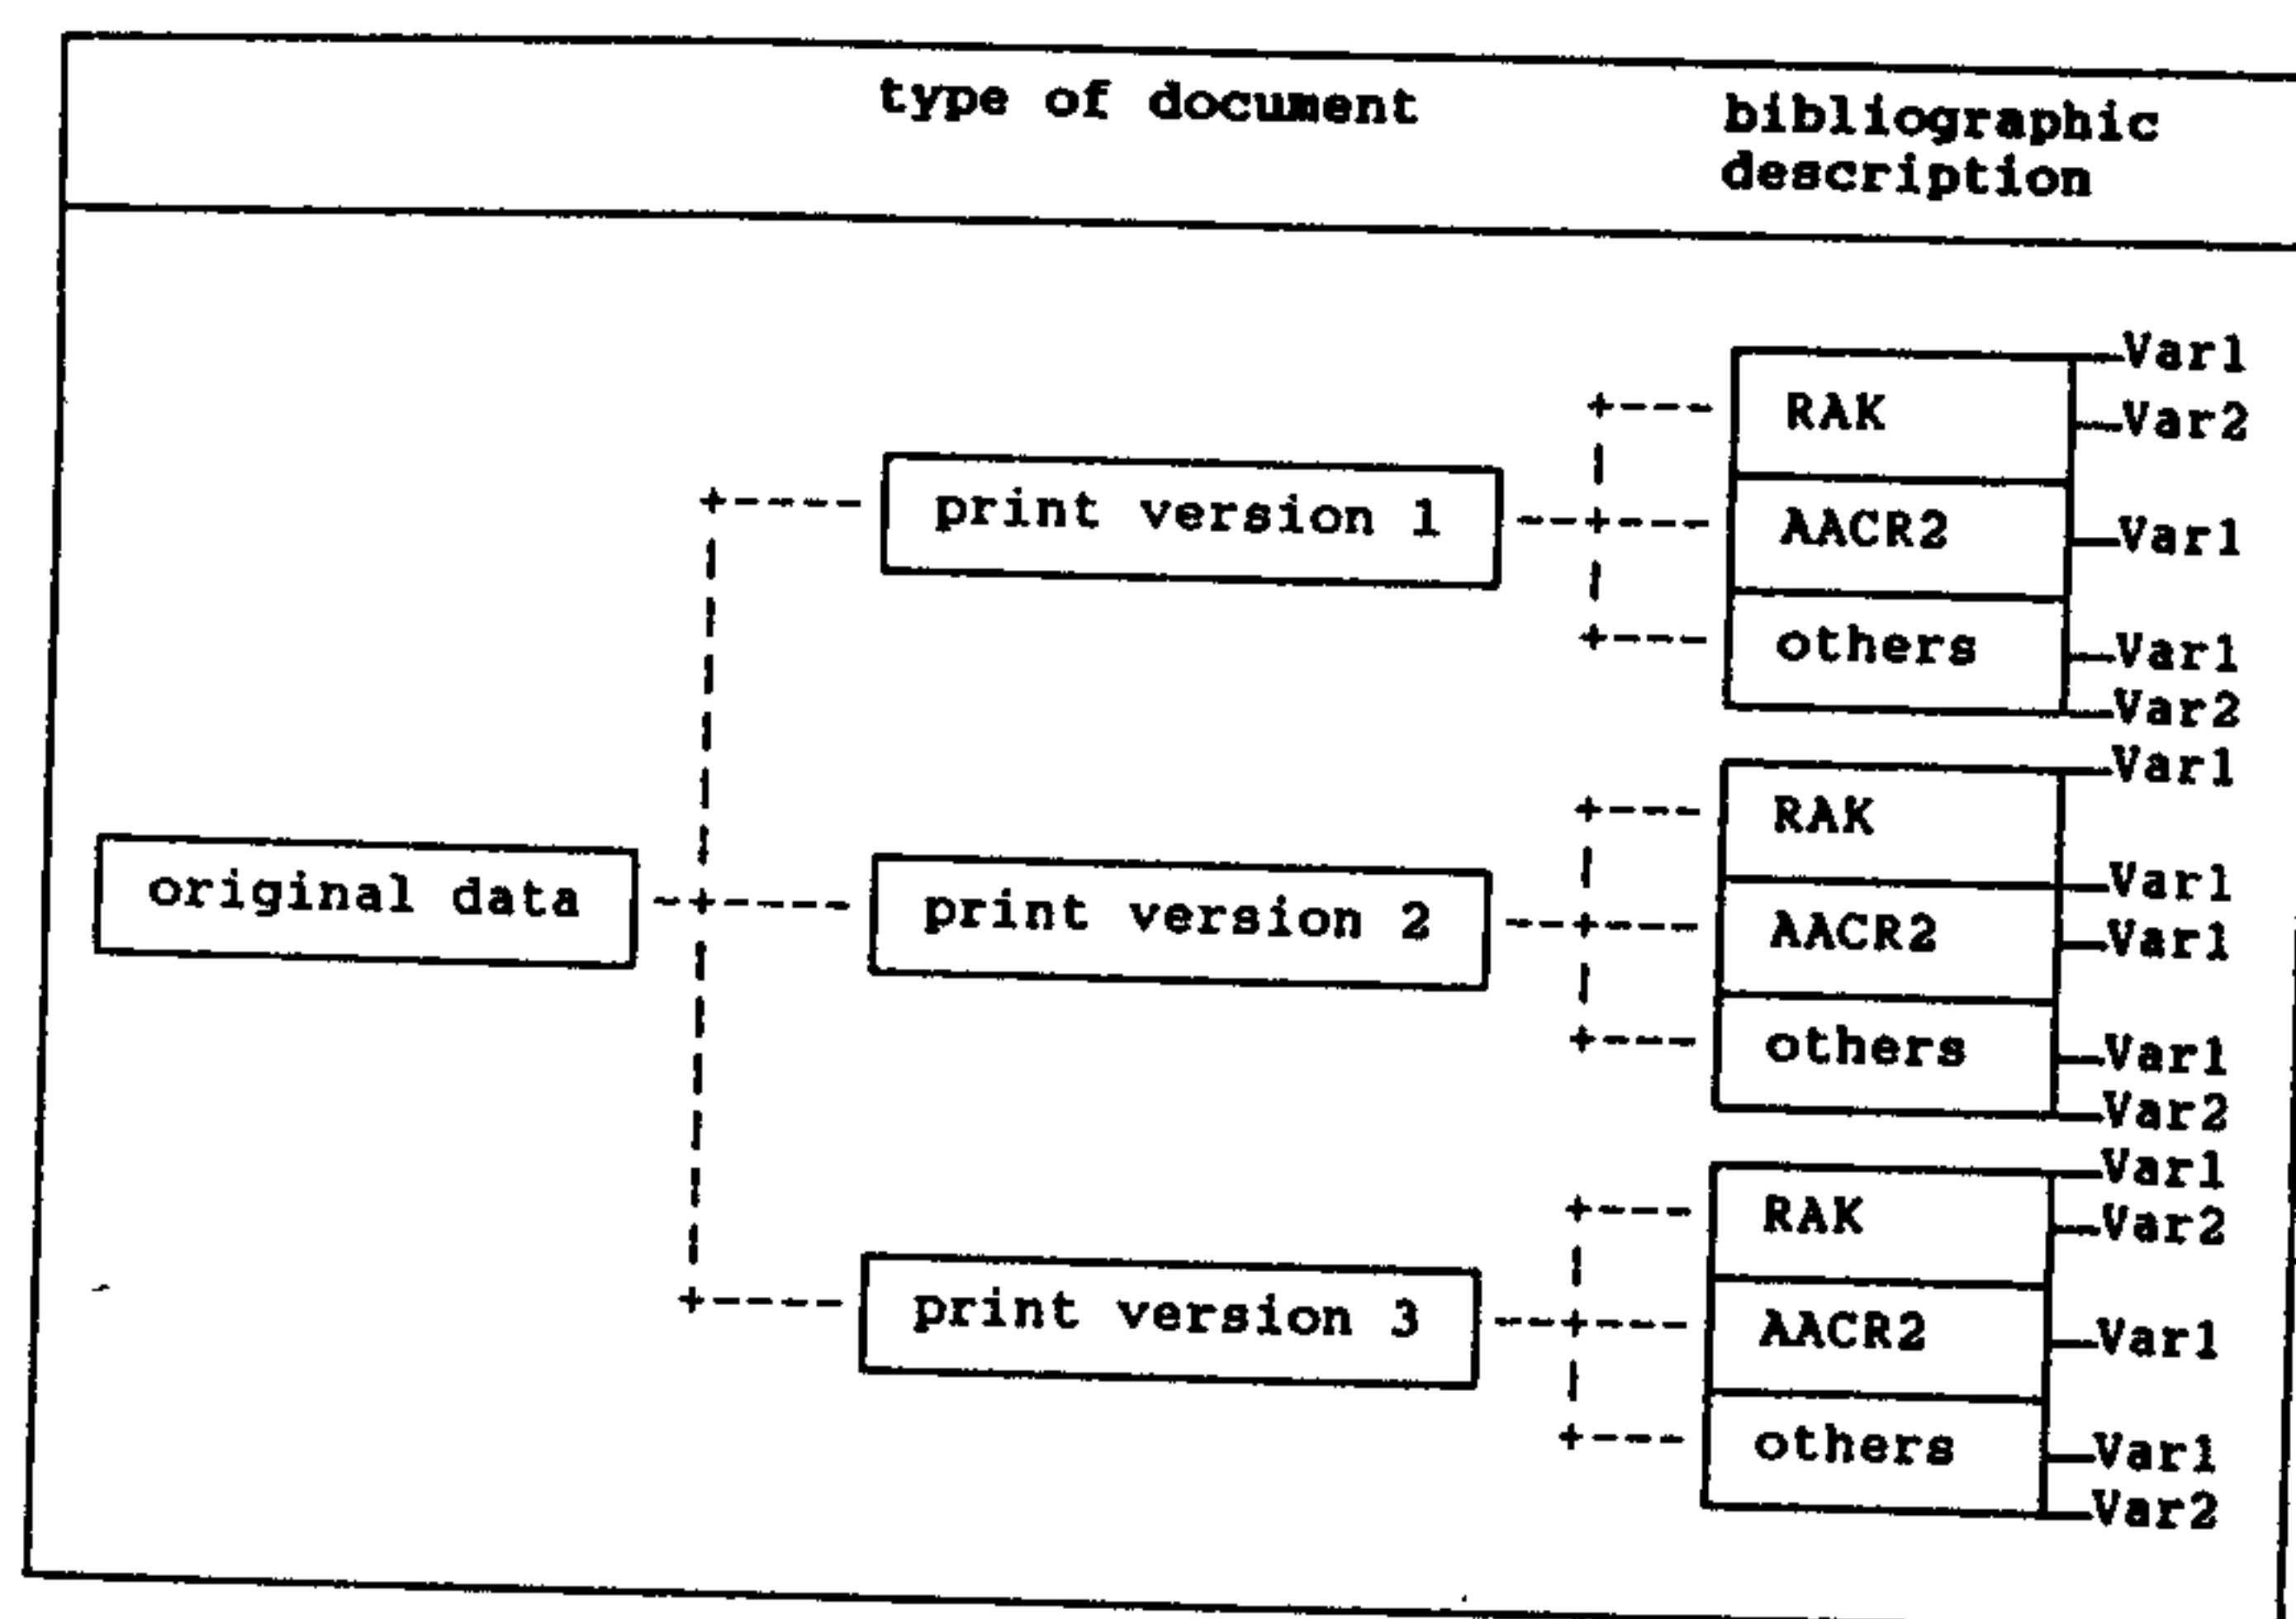 type of document
bibliographic
description
Var1
RAK
Var2
print version 1
AACR2
Var1
others
Var1
Var2
Var1
RAK
original data
print version 2
Var1
AACR2
Var1
others
Var1
Var2
Var1
RAK
Var2
print version 3
AACR2
Var1
others
Var1
Var2